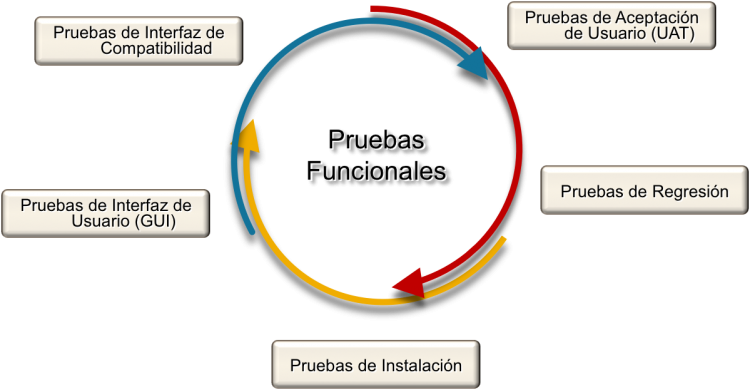 Pruebas de Interfaz de
Compatibilidad
Pruebas de Aceptación
de Usuario (UAT)
Pruebas
Funcionales
Pruebas de Regresión
Pruebas de Interfaz de
Usuario (GUI)
Pruebas de Instalación